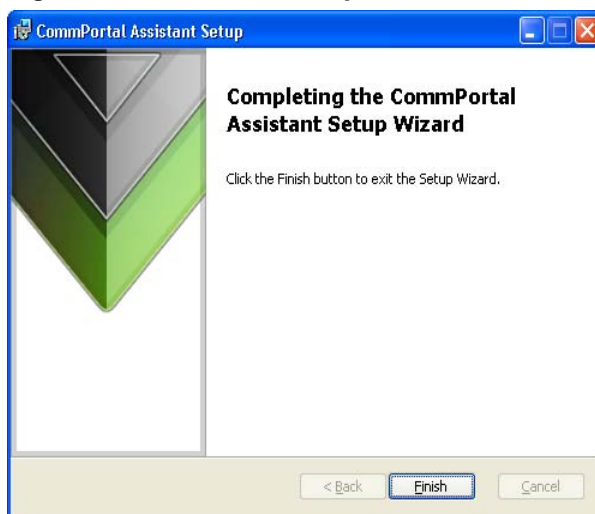 CommPortal Assistant Setup
Completing the CommPortal
Assistant Setup Wizard
Click the Finish button to exit the Setup Wizard.
< Back
Finish
Cancel